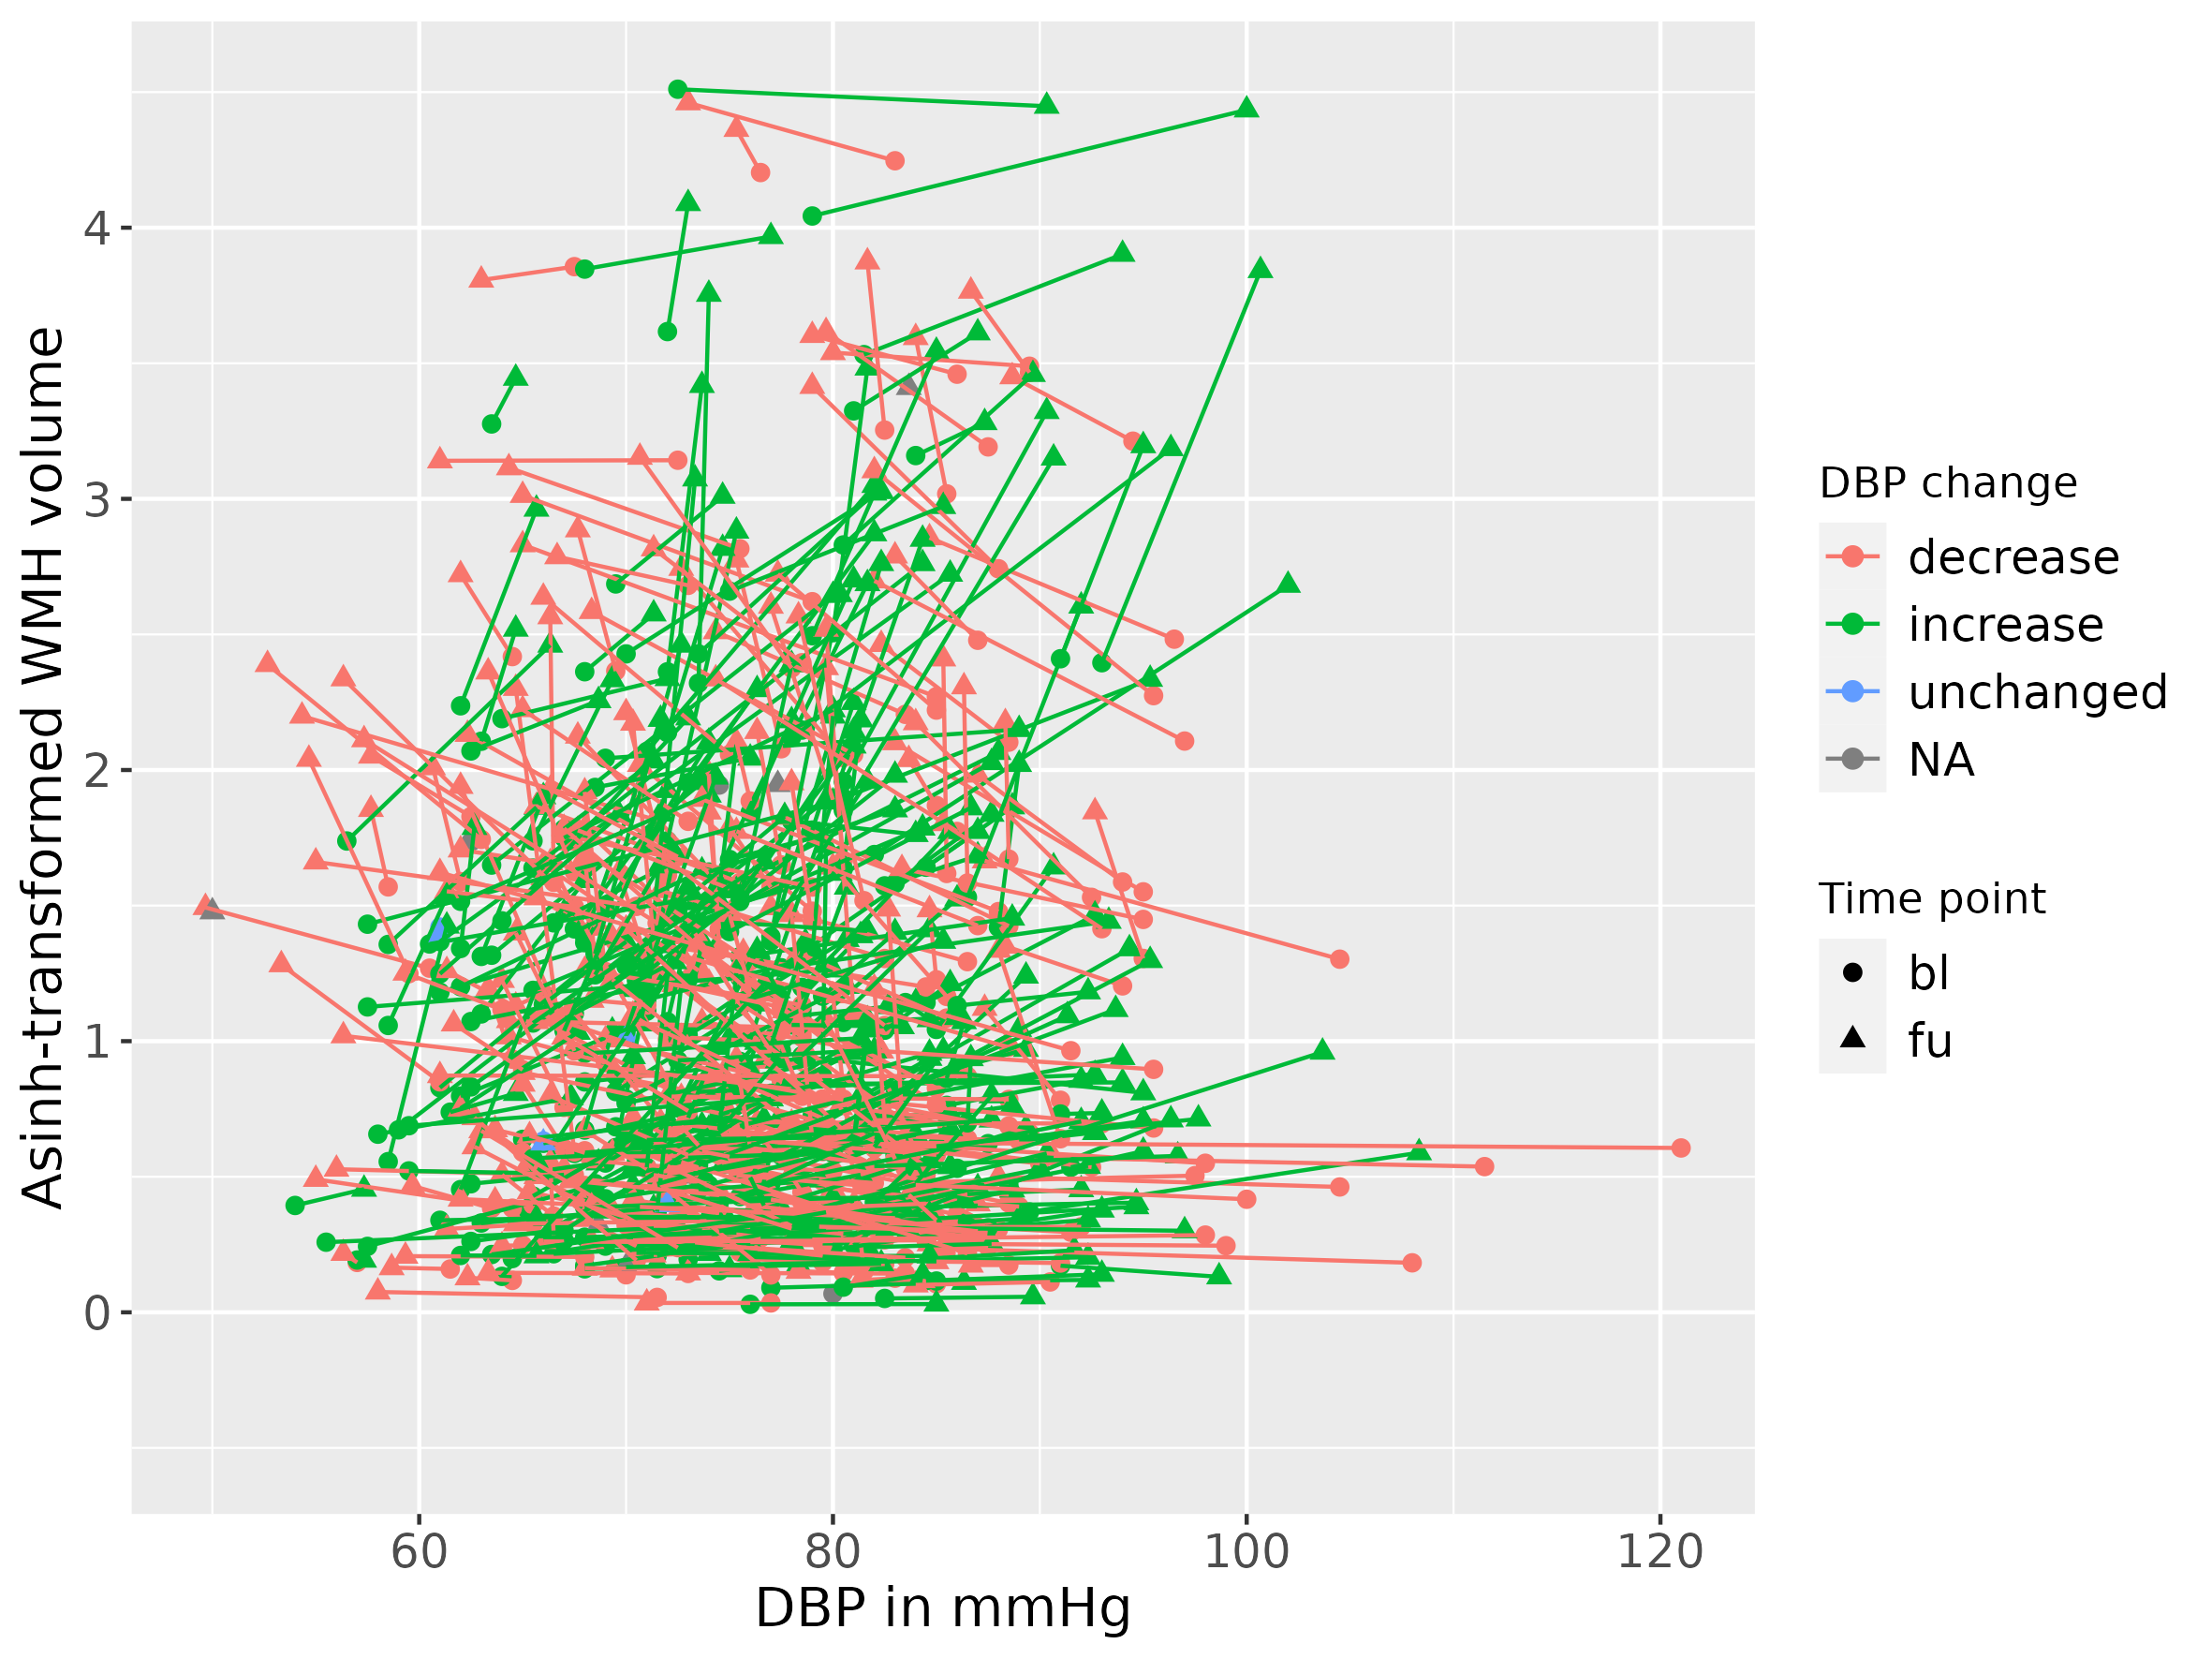 Asinh-transformed WMH volume
4
3
2
1
0
60
80
100
120
DBP in mmHg
DBP change
decrease
increase
unchanged
NA
Time point
bl
fu